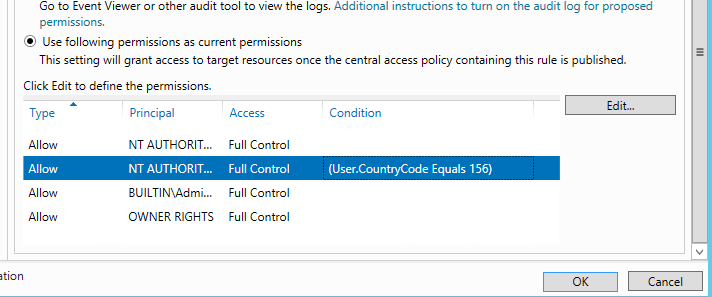 Go to Event Viewer or other audit tool to view the logs. Additional instructions to turn on the audit log for proposed
permissions.
Use following permissions as current permissions
This setting will grant access to target resources once the central access policy containing this rule is published.
Click Edit to define the permissions.
Type Principal Access Condition
Edit...
Allow NT AUTHORIT... Full Control
Allow NT AUTHORIT... Full Control (User.CountryCode Equals 156)
Allow BUILTIN\Admi... Full Control
Allow OWNER RIGHTS Full Control
ation
OK Cancel